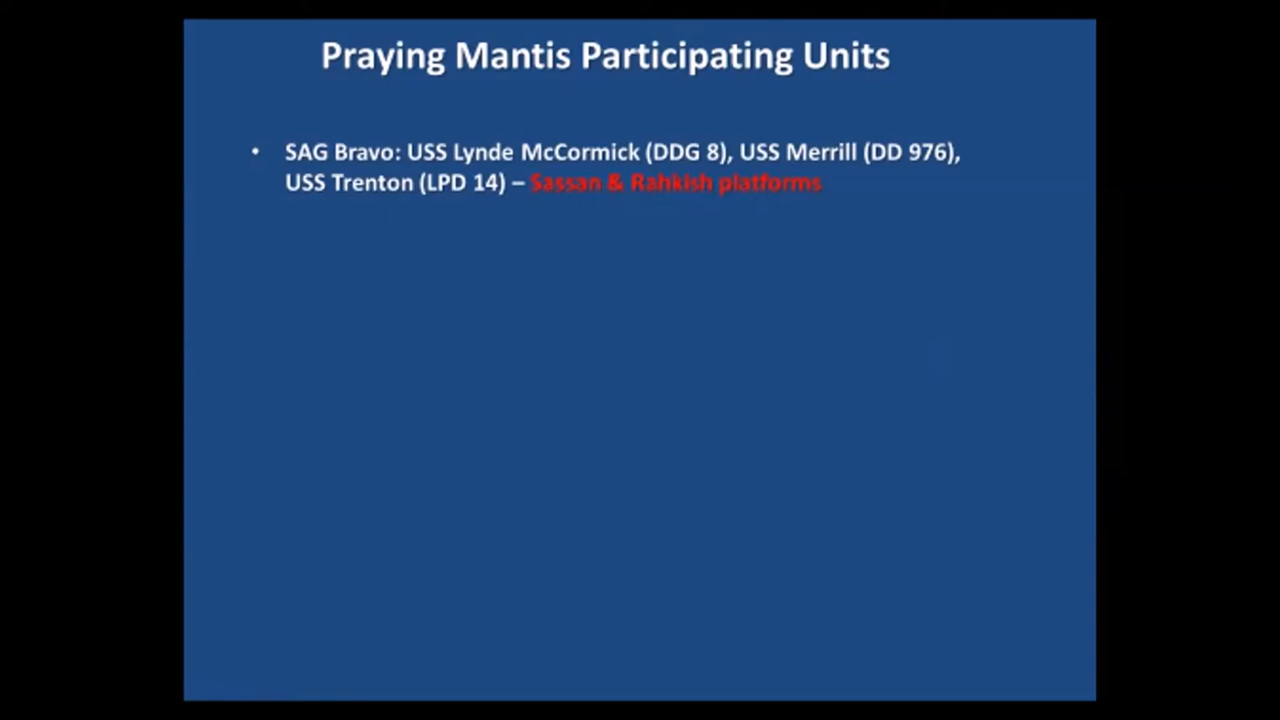 Praying Mantis Participating Units
• SAG Bravo: USS Lynde McCormick (DDG 8), USS Merrill (DD 976),
USS Trenton (LPD 14) – Sassan & Rahkish platforms